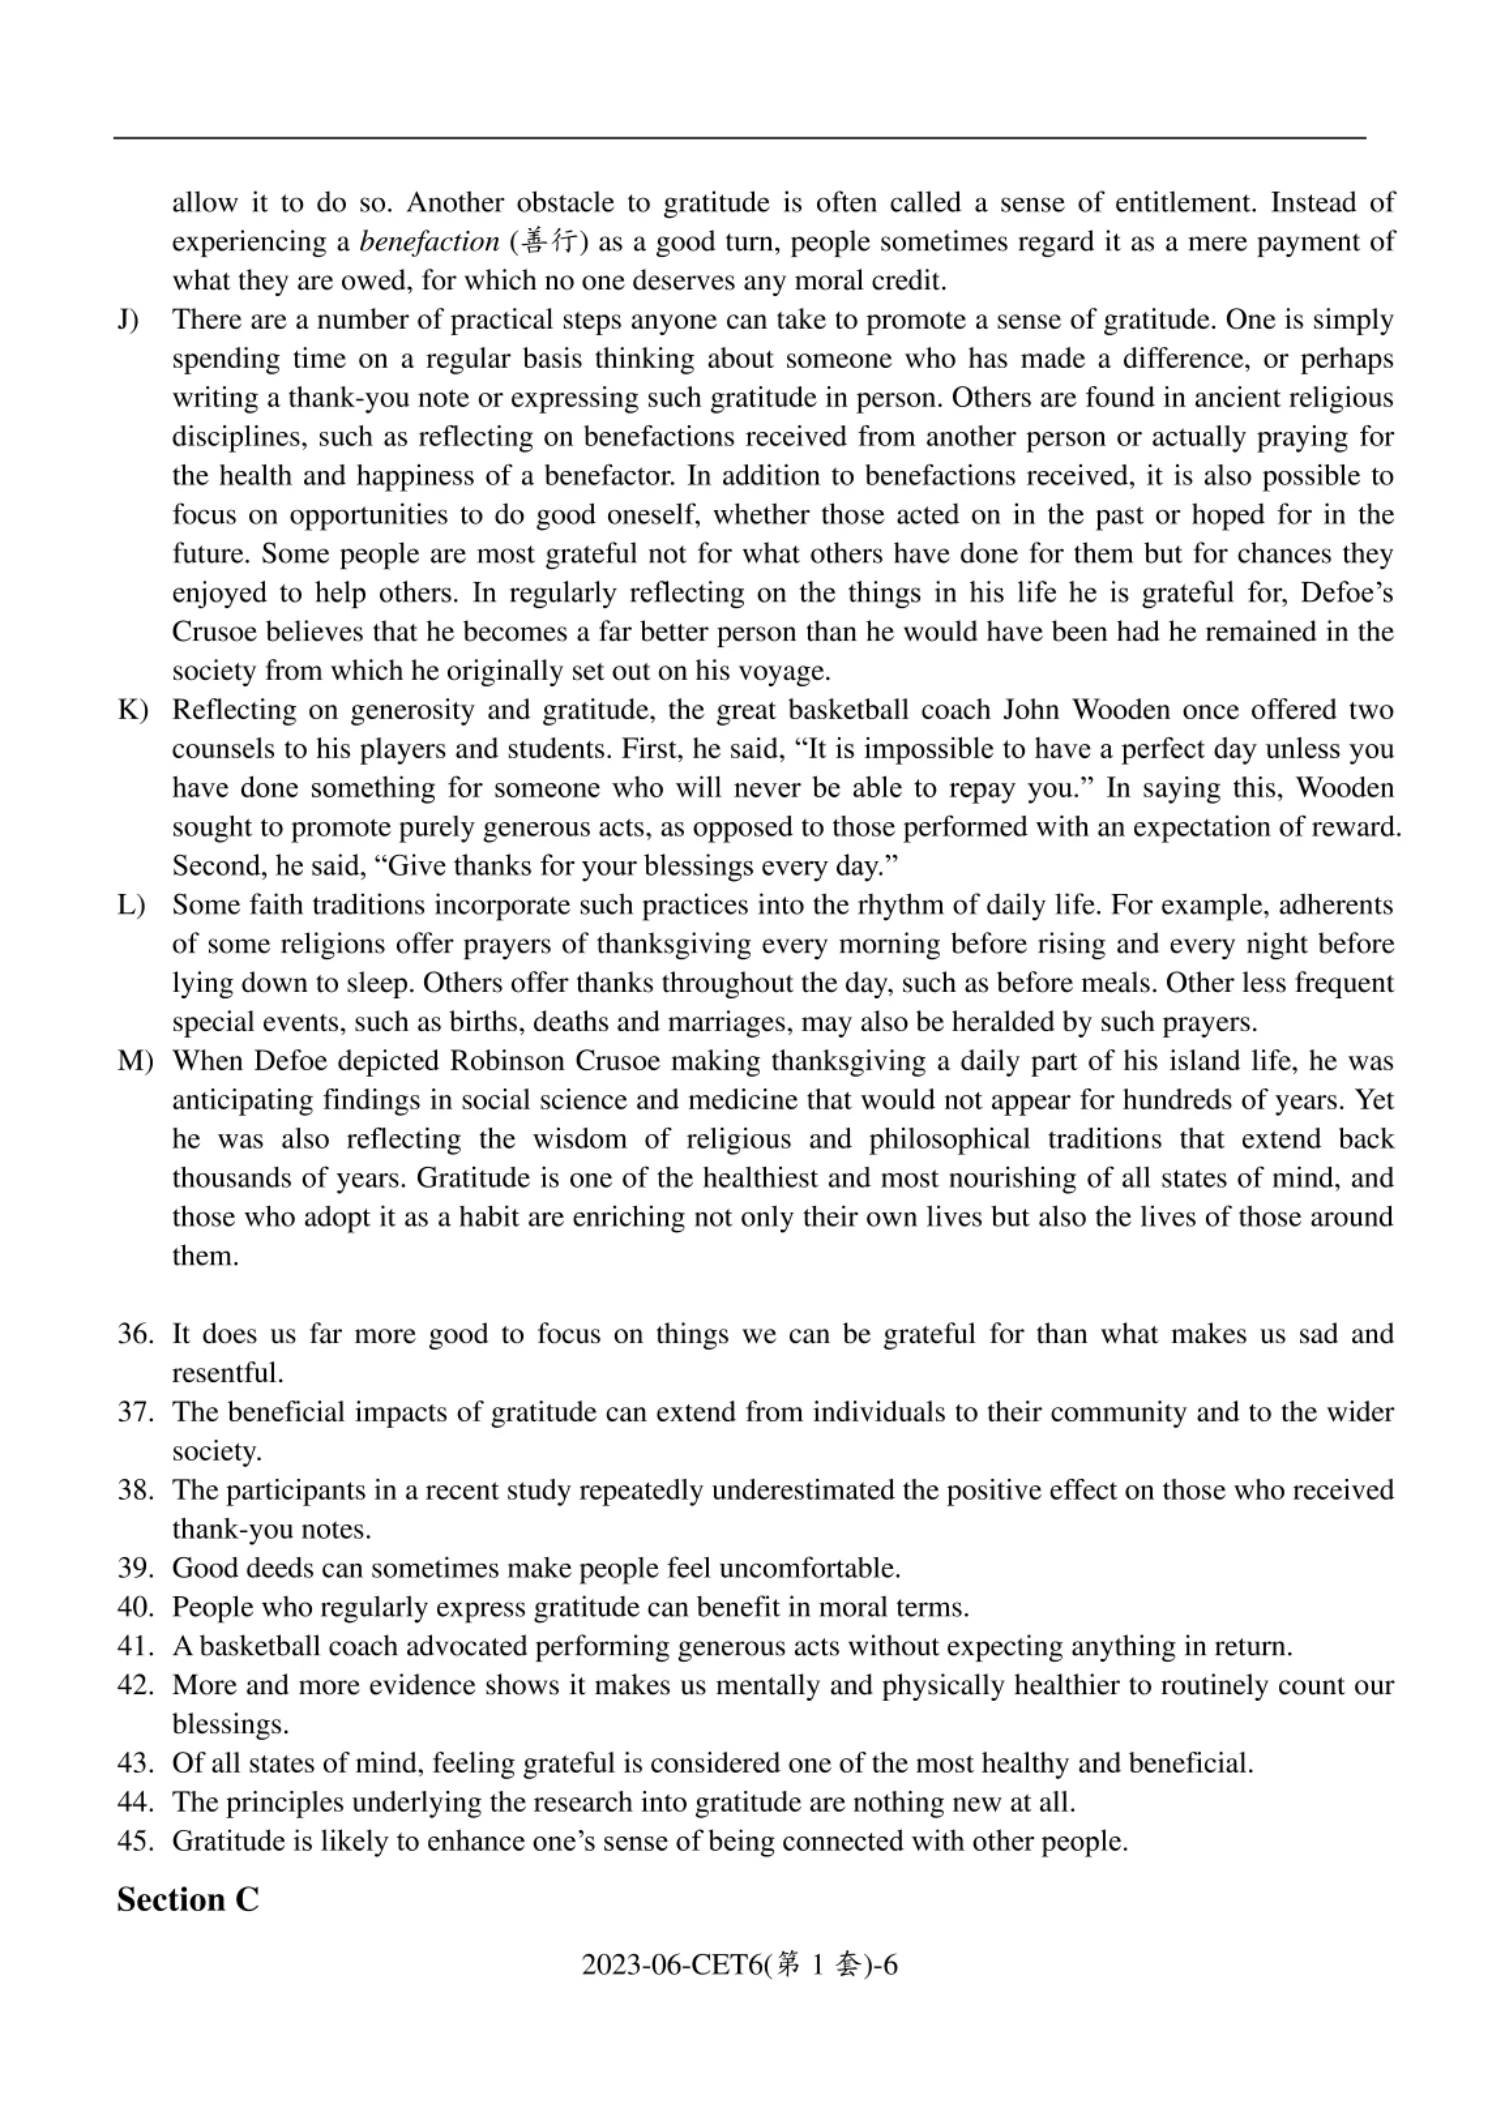 allow it to do so. Another obstacle to gratitude is often called a sense of entitlement. Instead of
experiencing a benefaction (善行) as a good turn, people sometimes regard it as a mere payment of
what they are owed, for which no one deserves any moral credit.
J) There are a number of practical steps anyone can take to promote a sense of gratitude. One is simply
spending time on a regular basis thinking about someone who has made a difference, or perhaps
writing a thank-you note or expressing such gratitude in person. Others are found in ancient religious
disciplines, such as reflecting on benefactions received from another person or actually praying for
the health and happiness of a benefactor. In addition to benefactions received, it is also possible to
focus on opportunities to do good oneself, whether those acted on in the past or hoped for in the
future. Some people are most grateful not for what others have done for them but for chances they
enjoyed to help others. In regularly reflecting on the things in his life he is grateful for, Defoe’s
Crusoe believes that he becomes a far better person than he would have been had he remained in the
society from which he originally set out on his voyage.
K) Reflecting on generosity and gratitude, the great basketball coach John Wooden once offered two
counsels to his players and students. First, he said, “It is impossible to have a perfect day unless you
have done something for someone who will never be able to repay you.” In saying this, Wooden
sought to promote purely generous acts, as opposed to those performed with an expectation of reward.
Second, he said, “Give thanks for your blessings every day.”
L) Some faith traditions incorporate such practices into the rhythm of daily life. For example, adherents
of some religions offer prayers of thanksgiving every morning before rising and every night before
lying down to sleep. Others offer thanks throughout the day, such as before meals. Other less frequent
special events, such as births, deaths and marriages, may also be heralded by such prayers.
M) When Defoe depicted Robinson Crusoe making thanksgiving a daily part of his island life, he was
anticipating findings in social science and medicine that would not appear for hundreds of years. Yet
he was also reflecting the wisdom of religious and philosophical traditions that extend back
thousands of years. Gratitude is one of the healthiest and most nourishing of all states of mind, and
those who adopt it as a habit are enriching not only their own lives but also the lives of those around
them.
36. It does us far more good to focus on things we can be grateful for than what makes us sad and
resentful.
37. The beneficial impacts of gratitude can extend from individuals to their community and to the wider
society.
38. The participants in a recent study repeatedly underestimated the positive effect on those who received
thank-you notes.
39. Good deeds can sometimes make people feel uncomfortable.
40. People who regularly express gratitude can benefit in moral terms.
41. A basketball coach advocated performing generous acts without expecting anything in return.
42. More and more evidence shows it makes us mentally and physically healthier to routinely count our
blessings.
43. Of all states of mind, feeling grateful is considered one of the most healthy and beneficial.
44. The principles underlying the research into gratitude are nothing new at all.
45. Gratitude is likely to enhance one’s sense of being connected with other people.
Section C
2023-06-CET6(第 1 套)-6